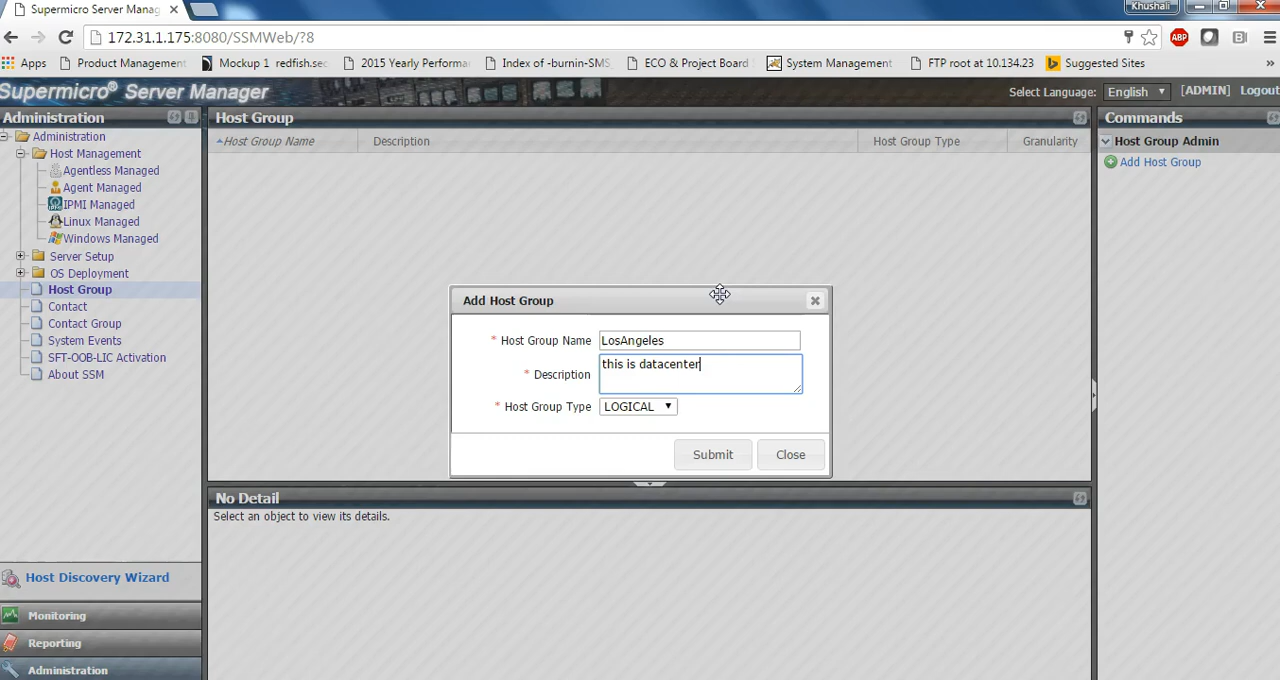 Supermicro Server Manag
Khushali
172.31.1.175:8080/SSMWeb/?8
ABP
Apps
Product Management
Mockup 1 redfish.sec
2015 Yearly Performa
Index of -burnin-SMS
ECO & Project Board
System Management
FTP root at 10.134.23
Suggested Sites
»
Supermicro® Server Manager
Select Language:
English
[ADMIN]
Logout
Administration
Administration
Host Management
Agentless Managed
Agent Managed
IPMI Managed
Linux Managed
Windows Managed
Server Setup
OS Deployment
Host Group
Contact
Contact Group
System Events
SFT-OOB-LIC Activation
About SSM
Host Discovery Wizard
Monitoring
Reporting
Administration
Host Group
Host Group Name
Description
Host Group Type
Granularity
Add Host Group
* Host Group Name
LosAngeles
* Description
this is datacenter
* Host Group Type
LOGICAL
Submit
Close
No Detail
Select an object to view its details.
Commands
Host Group Admin
Add Host Group